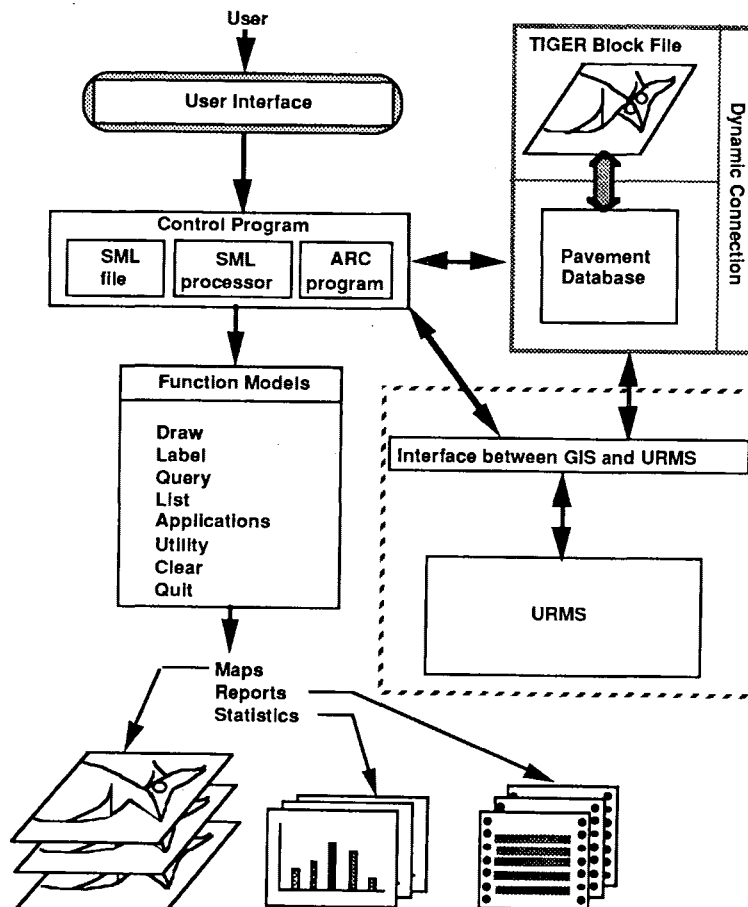 User
User Interface
TIGER Block File
Dynamic Connection
Control Program
SML
file
SML
processor
ARC
program
Pavement
Database
Function Models
Draw
Label
Query
List
Applications
Utility
Clear
Quit
Interface between GIS and URMS
URMS
Maps
Reports
Statistics